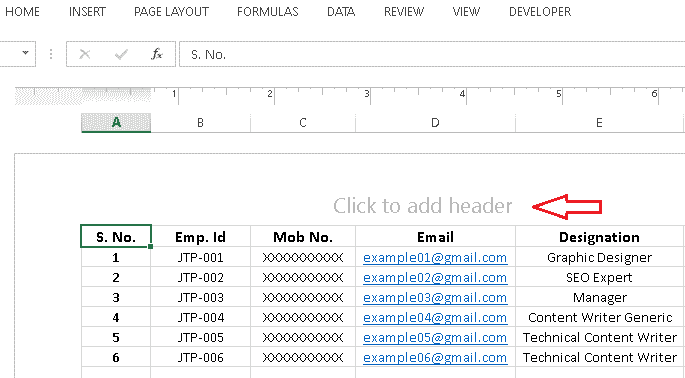 HOME INSERT PAGE LAYOUT FORMULAS DATA REVIEW VIEW DEVELOPER
fx S. No.
1 2 3 4 5 6
A B C D E
Click to add header
S. No. Emp. Id Mob No. Email Designation
1 JTP-001 XXXXXXXXXX example01@gmail.com Graphic Designer
2 JTP-002 XXXXXXXXXX example02@gmail.com SEO Expert
3 JTP-003 XXXXXXXXXX example03@gmail.com Manager
4 JTP-004 XXXXXXXXXX example04@gmail.com Content Writer Generic
5 JTP-005 XXXXXXXXXX example05@gmail.com Technical Content Writer
6 JTP-006 XXXXXXXXXX example06@gmail.com Technical Content Writer